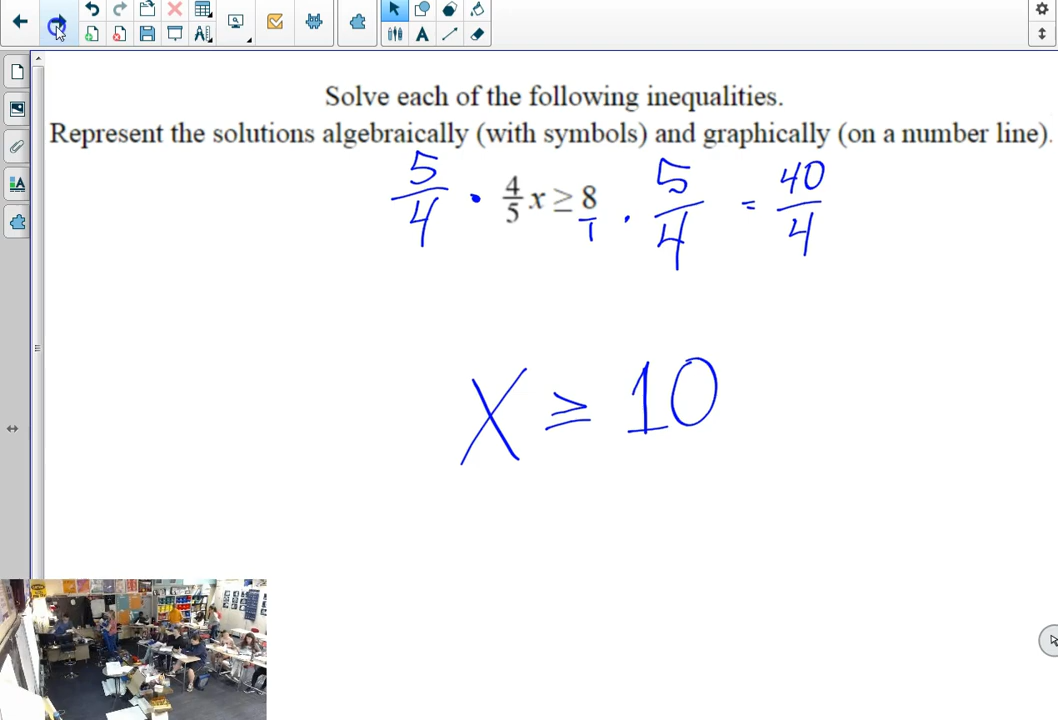 Solve each of the following inequalities.
Represent the solutions algebraically (with symbols) and graphically (on a number line).
5/4 · 4/5 x ≥ 8/1 · 5/4 = 40/4
X ≥ 10